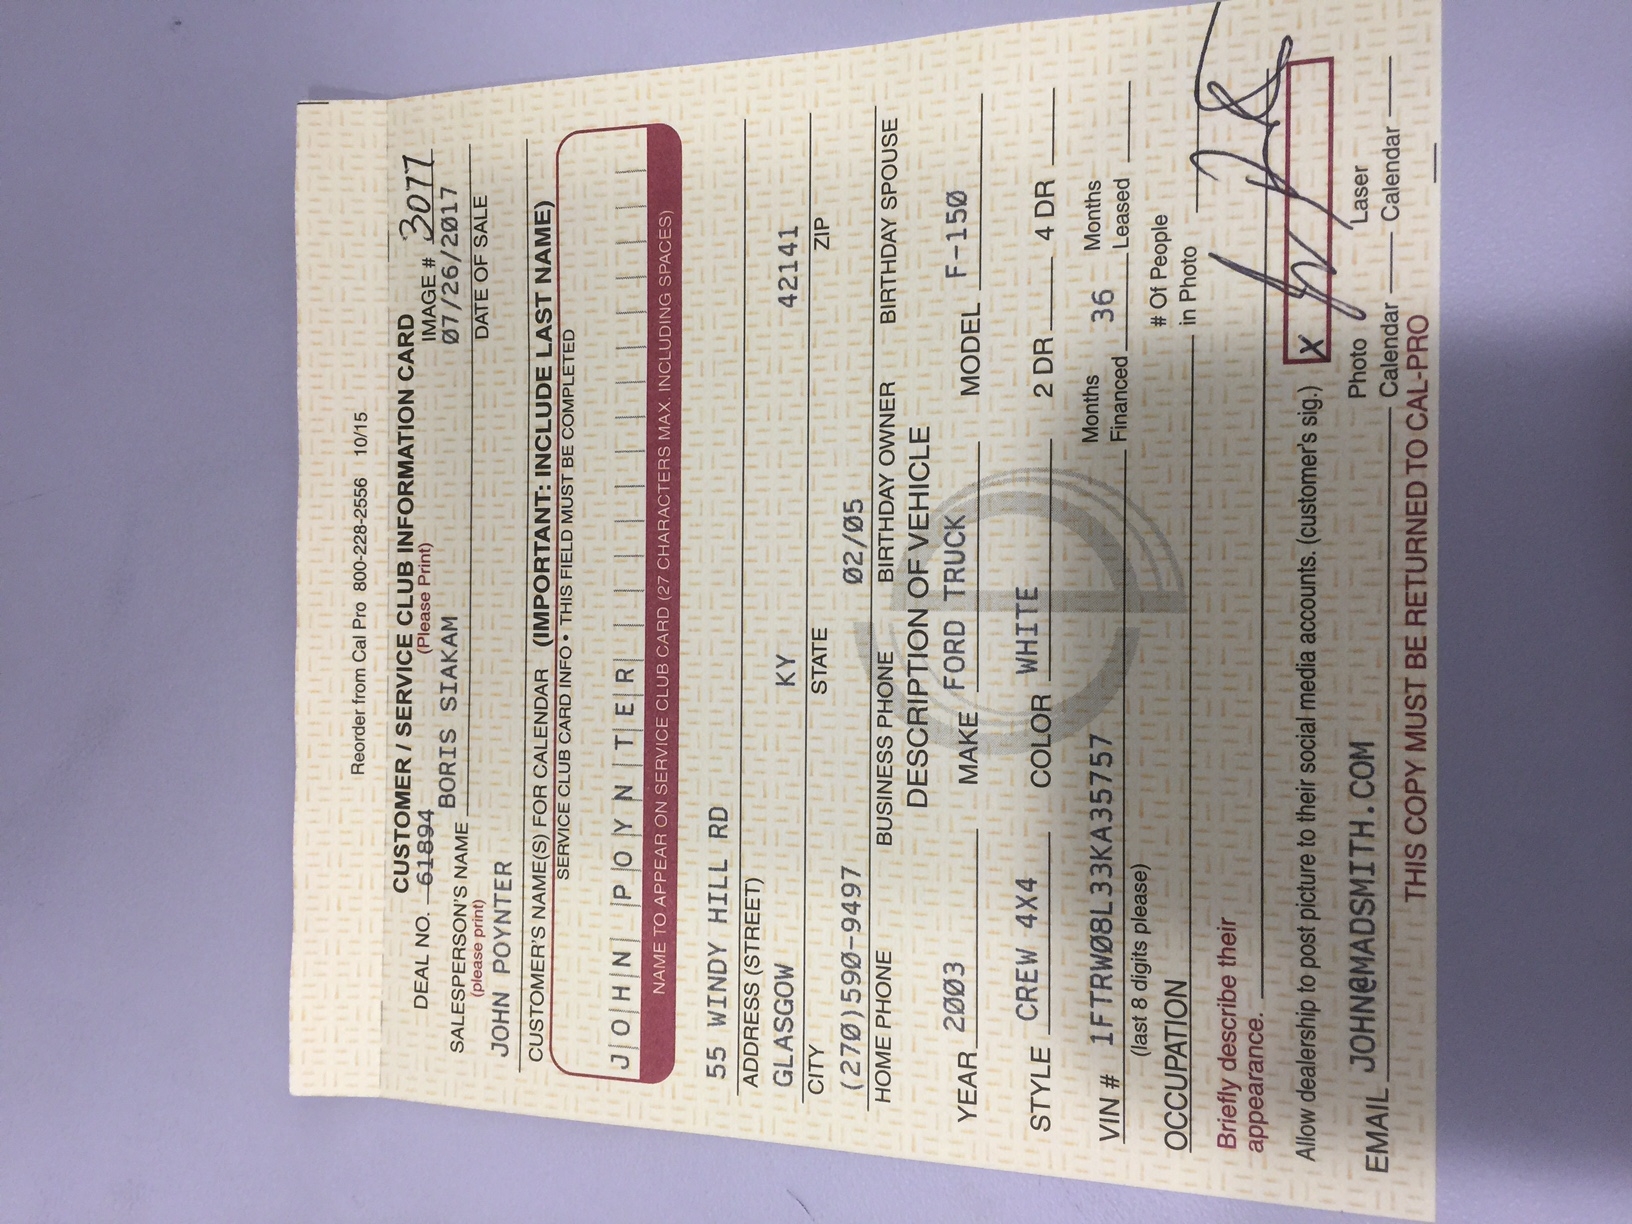 Reorder from Cal Pro 800-228-2556 10/15
CUSTOMER / SERVICE CLUB INFORMATION CARD
DEAL NO. 61894 (Please Print) IMAGE # 3077
SALESPERSON'S NAME BORIS SIAKAM 07/26/2017
(please print) DATE OF SALE
JOHN POYNTER
CUSTOMER'S NAME(S) FOR CALENDAR (IMPORTANT: INCLUDE LAST NAME)
SERVICE CLUB CARD INFO • THIS FIELD MUST BE COMPLETED
JOHN POYNTER
NAME TO APPEAR ON SERVICE CLUB CARD (27 CHARACTERS MAX. INCLUDING SPACES)
55 WINDY HILL RD
ADDRESS (STREET)
GLASGOW KY 42141
CITY STATE ZIP
(270)590-9497 02/05
HOME PHONE BUSINESS PHONE BIRTHDAY OWNER BIRTHDAY SPOUSE
DESCRIPTION OF VEHICLE
YEAR 2003 MAKE FORD TRUCK MODEL F-150
STYLE CREW 4X4 COLOR WHITE 2 DR 4 DR
VIN # 1FTRW08L33KA35757 Months Financed 36 Months Leased
(last 8 digits please)
OCCUPATION # Of People in Photo
Briefly describe their
appearance.
Allow dealership to post picture to their social media accounts. (customer's sig.) X
EMAIL JOHN@MADSMITH.COM Photo Calendar Laser Calendar Calendar
THIS COPY MUST BE RETURNED TO CAL-PRO